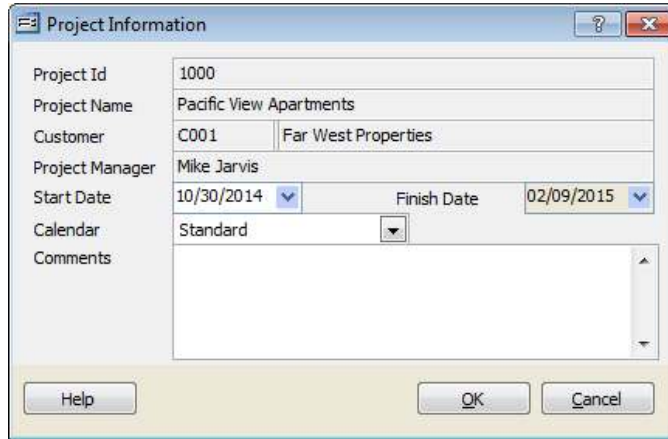 Project Information
Project Id 1000
Project Name Pacific View Apartments
Customer C001 Far West Properties
Project Manager Mike Jarvis
Start Date 10/30/2014 Finish Date 02/09/2015
Calendar Standard
Comments
Help OK Cancel